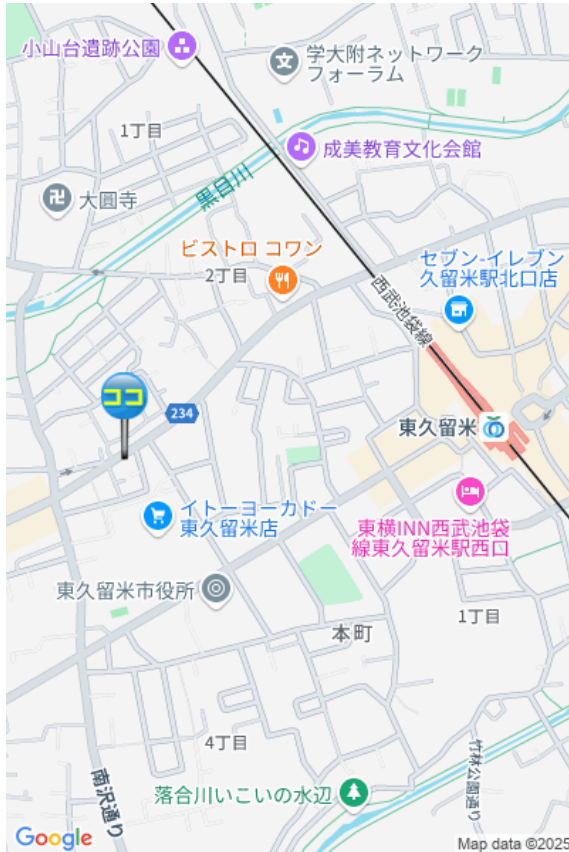 小山台遺跡公園
学大附ネットワーク
フォーラム
1丁目
成美教育文化会館
黒目川
大圓寺
ビストロ コワン
2丁目
セブン-イレブン
久留米駅北口店
西武池袋線
ココ
234
東久留米
イトーヨーカドー
東久留米店
東横INN西武池袋
線東久留米駅西口
東久留米市役所
1丁目
本町
4丁目
竹林公園通り
南沢通り
落合川いこいの水辺
Google
Map data ©2025